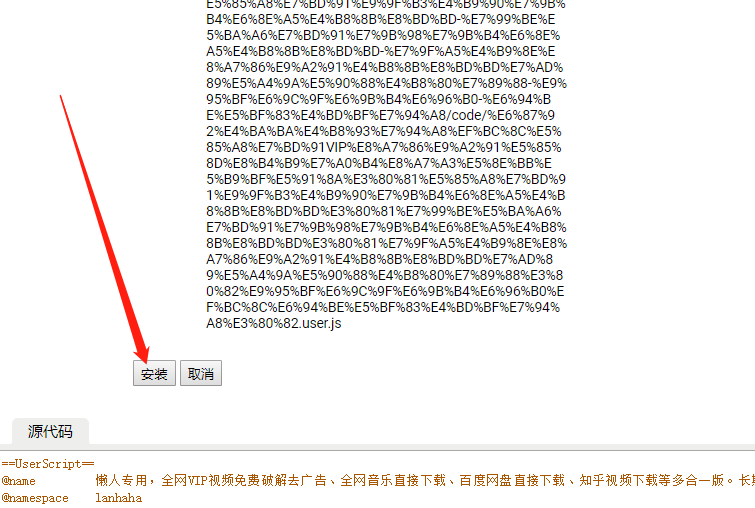 E5%85%A8%E7%BD%91%E9%9F%B3%E4%B9%90%E7%9B%
B4%E6%8E%A5%E4%B8%8B%E8%BD%BD-%E7%99%BE%E
5%BA%A6%E7%BD%91%E7%9B%98%E7%9B%B4%E6%8E%
A5%E4%B8%8B%E8%BD%BD-%E7%9F%A5%E4%B9%8E%E
8%A7%86%E9%A2%91%E4%B8%8B%E8%BD%BD%E7%AD%
89%E5%A4%9A%E5%90%88%E4%B8%80%E7%89%88-%E9%
95%BF%E6%9C%9F%E6%9B%B4%E6%96%B0-%E6%94%B
E%E5%BF%83%E4%BD%BF%E7%94%A8/code/%E6%87%9
2%E4%BA%BA%E4%B8%93%E7%94%A8%EF%BC%8C%E5%
85%A8%E7%BD%91VIP%E8%A7%86%E9%A2%91%E5%85%
8D%E8%B4%B9%E7%A0%B4%E8%A7%A3%E5%8E%BB%E
5%B9%BF%E5%91%8A%E3%80%81%E5%85%A8%E7%BD%9
1%E9%9F%B3%E4%B9%90%E7%9B%B4%E6%8E%A5%E4%B
8%8B%E8%BD%BD%E3%80%81%E7%99%BE%E5%BA%A6%
E7%BD%91%E7%9B%98%E7%9B%B4%E6%8E%A5%E4%B8%
8B%E8%BD%BD%E3%80%81%E7%9F%A5%E4%B9%8E%E8%
A7%86%E9%A2%91%E4%B8%8B%E8%BD%BD%E7%AD%8
9%E5%A4%9A%E5%90%88%E4%B8%80%E7%89%88%E3%8
0%82%E9%95%BF%E6%9C%9F%E6%9B%B4%E6%96%B0%E
F%BC%8C%E6%94%BE%E5%BF%83%E4%BD%BF%E7%94%
A8%E3%80%82.user.js
安装 取消
源代码
==UserScript==
@name 懒人专用，全网VIP视频免费破解去广告、全网音乐直接下载、百度网盘直接下载、知乎视频下载等多合一版。长期
@namespace lanhaha